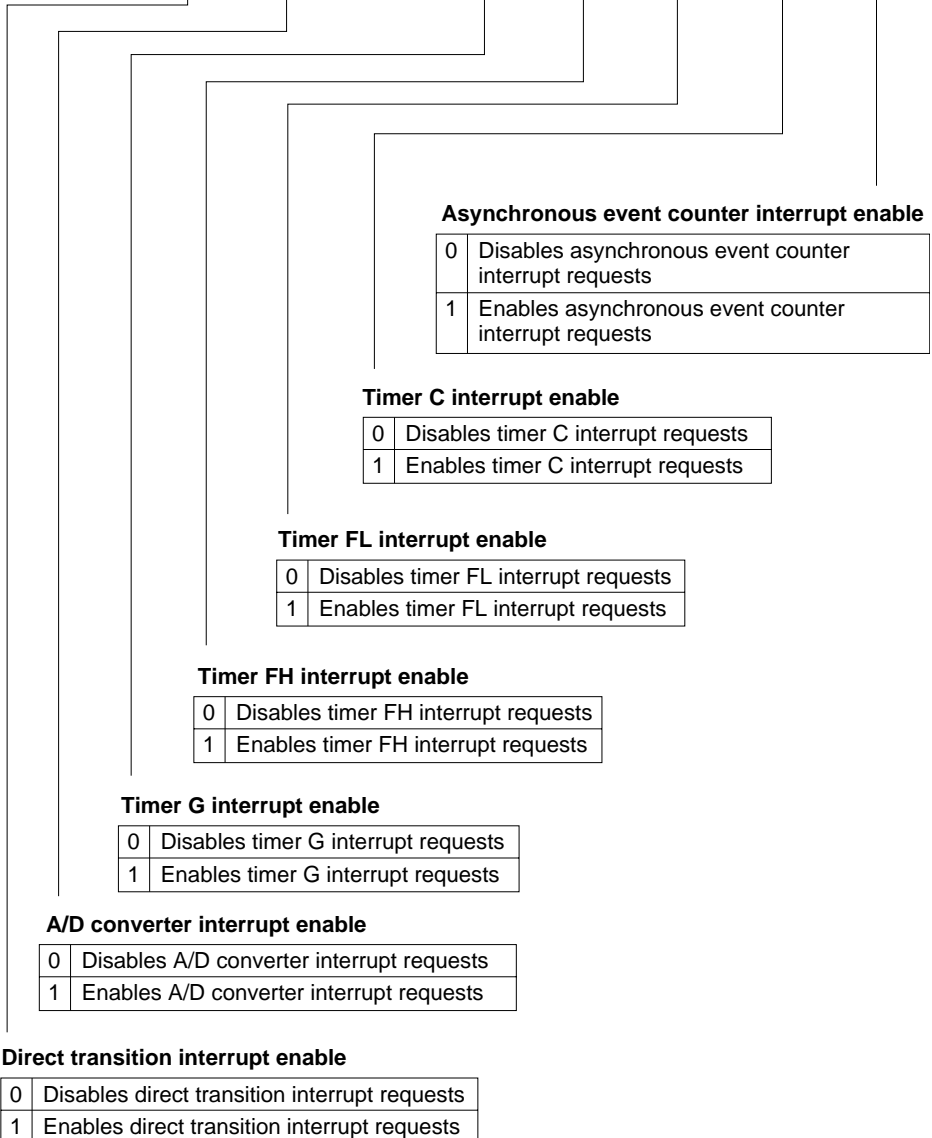 Asynchronous event counter interrupt enable
0 Disables asynchronous event counter
interrupt requests
1 Enables asynchronous event counter
interrupt requests
Timer C interrupt enable
0 Disables timer C interrupt requests
1 Enables timer C interrupt requests
Timer FL interrupt enable
0 Disables timer FL interrupt requests
1 Enables timer FL interrupt requests
Timer FH interrupt enable
0 Disables timer FH interrupt requests
1 Enables timer FH interrupt requests
Timer G interrupt enable
0 Disables timer G interrupt requests
1 Enables timer G interrupt requests
A/D converter interrupt enable
0 Disables A/D converter interrupt requests
1 Enables A/D converter interrupt requests
Direct transition interrupt enable
0 Disables direct transition interrupt requests
1 Enables direct transition interrupt requests